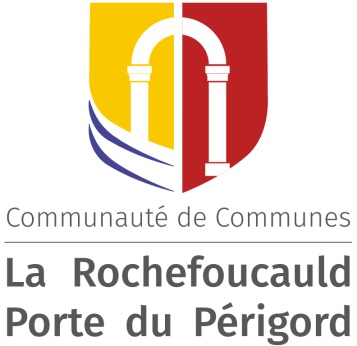 Communauté de Communes
La Rochefoucauld
Porte du Périgord